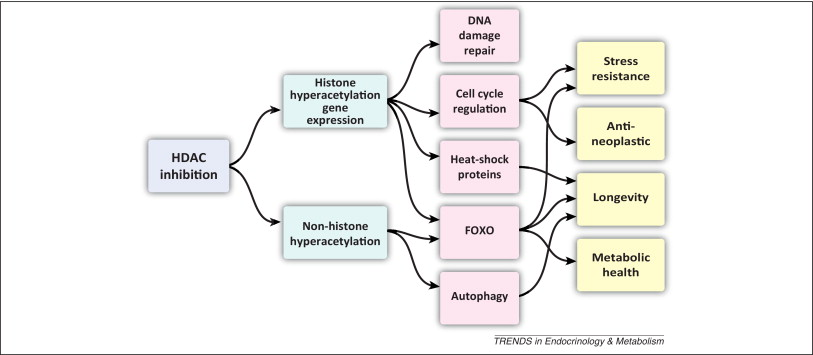 DNA
damage
repair
Stress
resistance
Histone
hyperacetylation
gene
expression
Cell cycle
regulation
Anti-
neoplastic
HDAC
inhibition
Heat-shock
proteins
Longevity
Non-histone
hyperacetylation
FOXO
Metabolic
health
Autophagy
TRENDS in Endocrinology & Metabolism